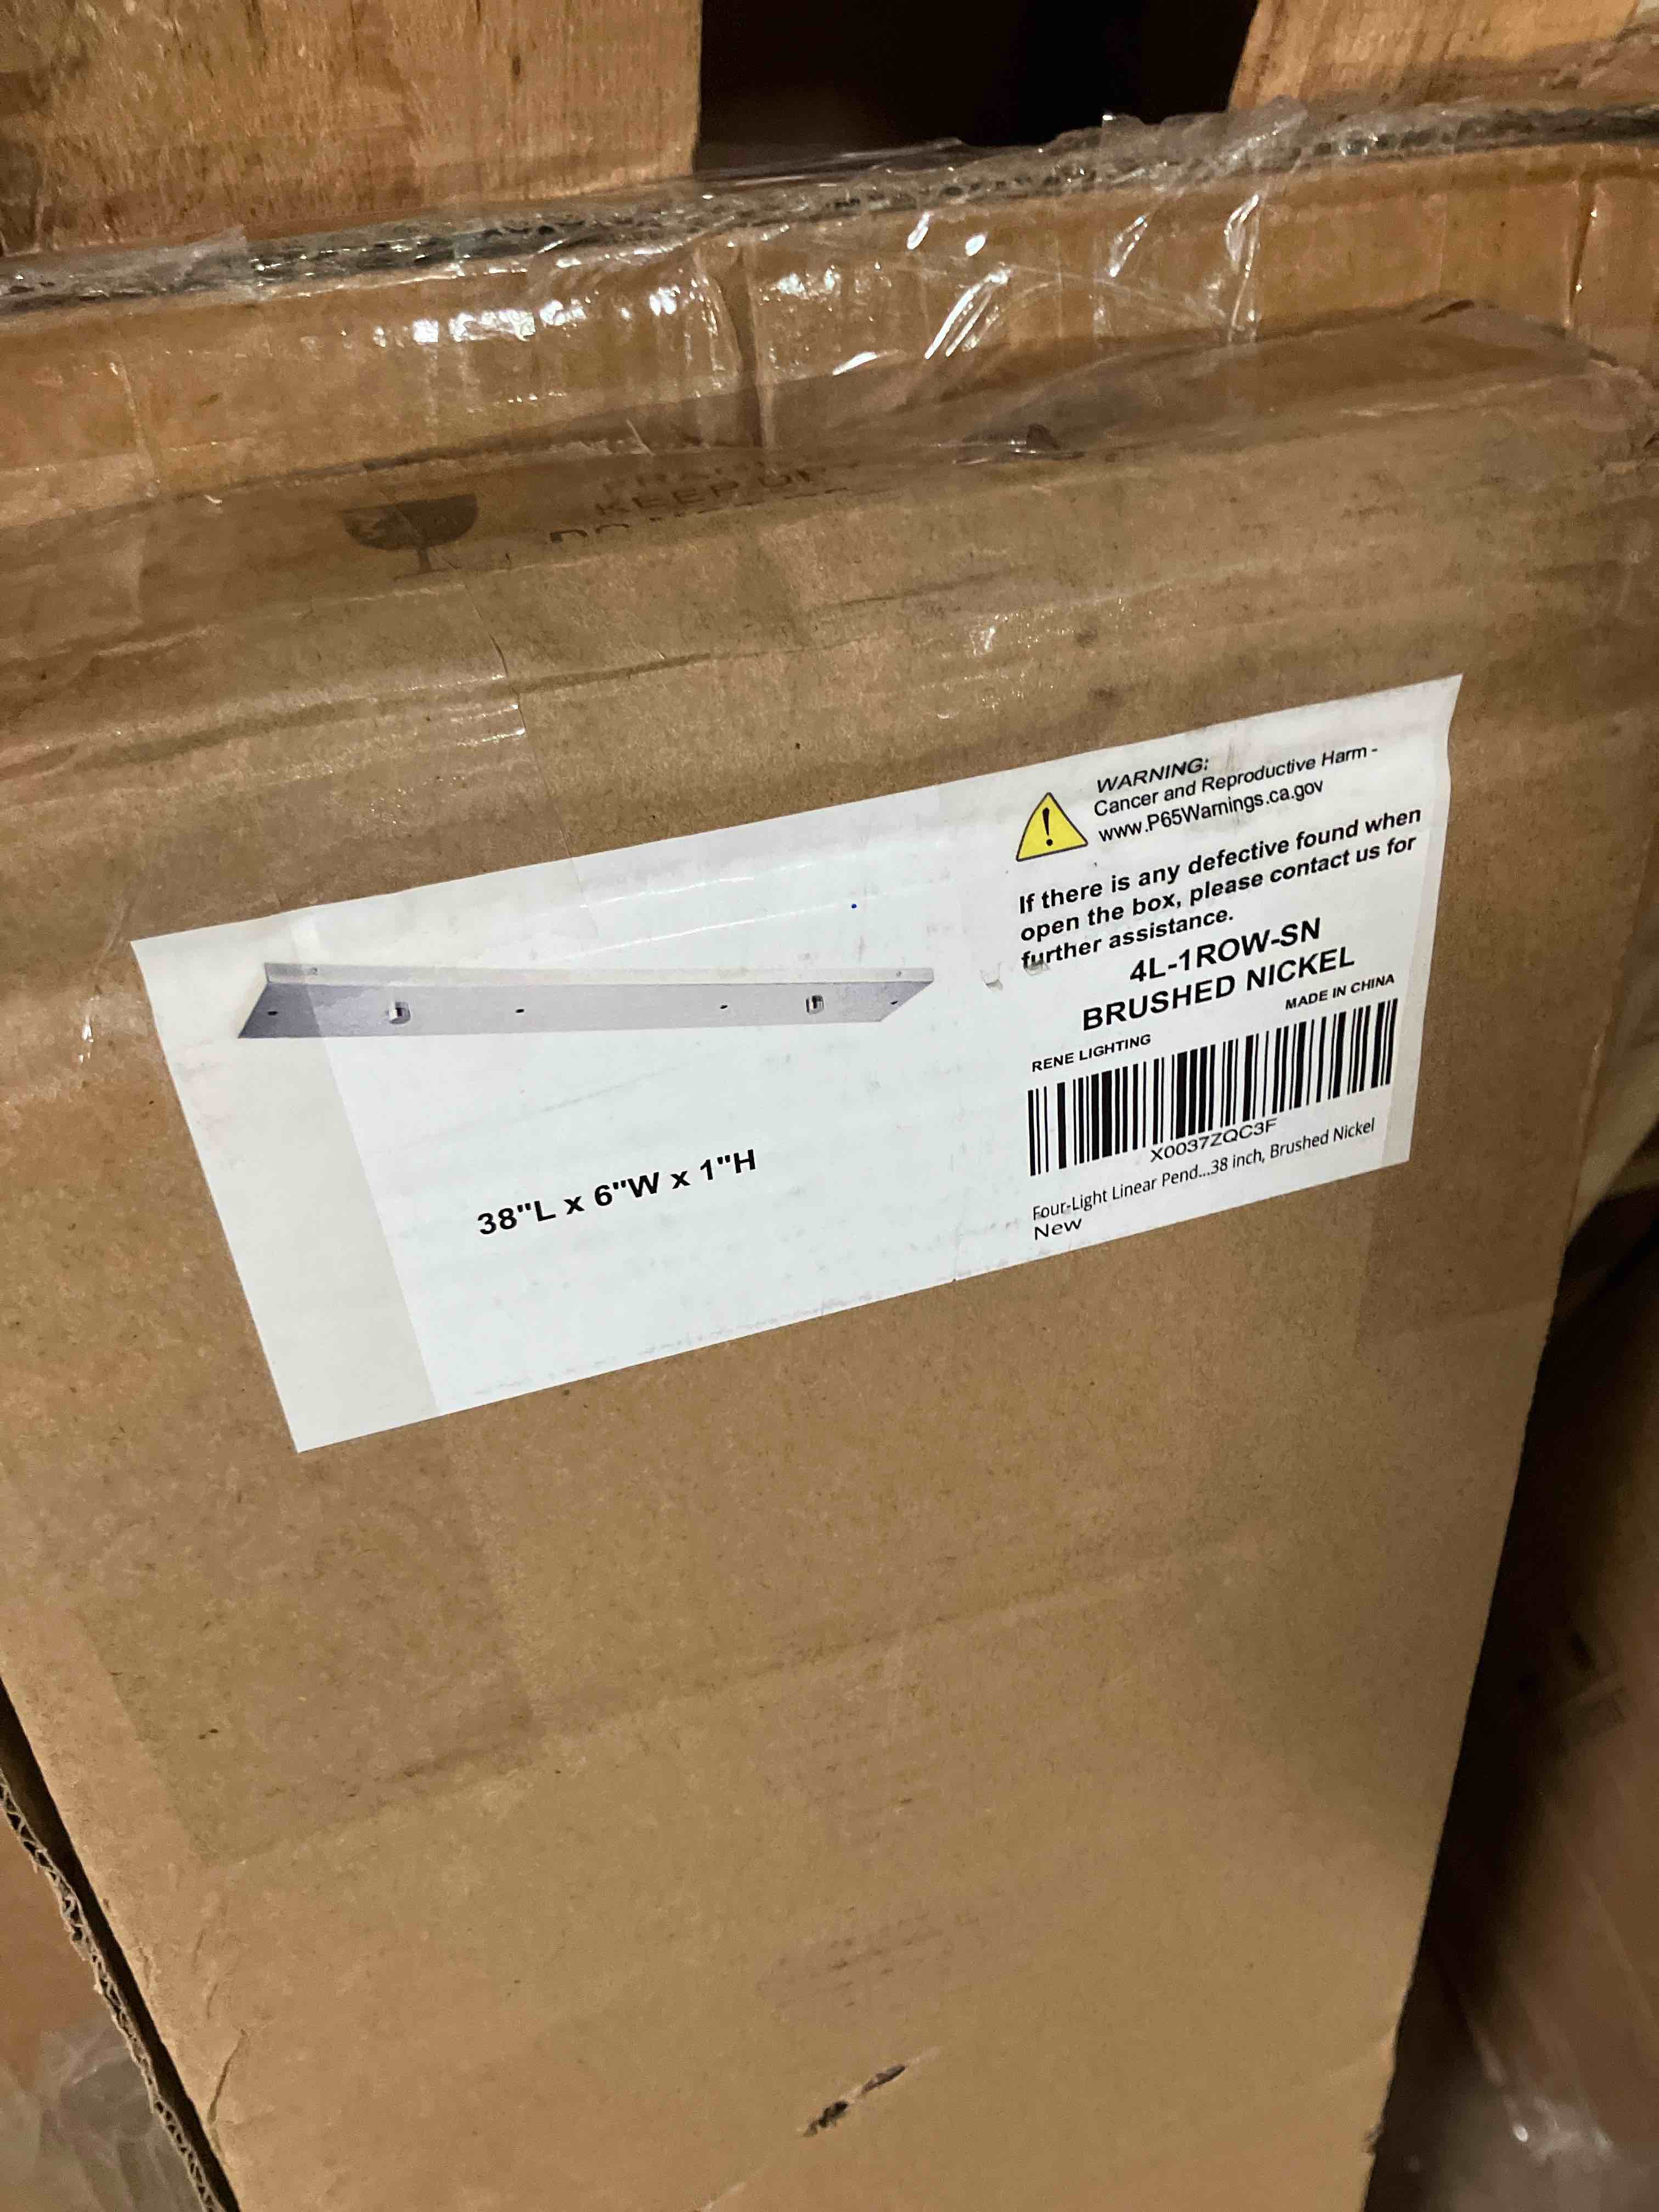 KEEP
WARNING:
Cancer and Reproductive Harm -
www.P65Warnings.ca.gov
If there is any defective found when
open the box, please contact us for
further assistance.
4L-1ROW-SN
BRUSHED NICKEL
MADE IN CHINA
RENE LIGHTING
X0037ZQC3F
Four-Light Linear Pend...38 inch, Brushed Nickel
New
38"L x 6"W x 1"H